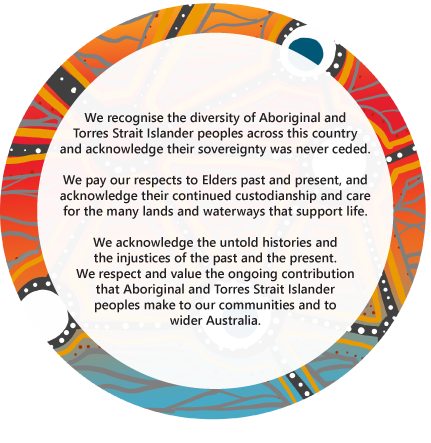 We recognise the diversity of Aboriginal and
Torres Strait Islander peoples across this country
and acknowledge their sovereignty was never ceded.
We pay our respects to Elders past and present, and
acknowledge their continued custodianship and care
for the many lands and waterways that support life.
We acknowledge the untold histories and
the injustices of the past and the present.
We respect and value the ongoing contribution
that Aboriginal and Torres Strait Islander
peoples make to our communities and to
wider Australia.